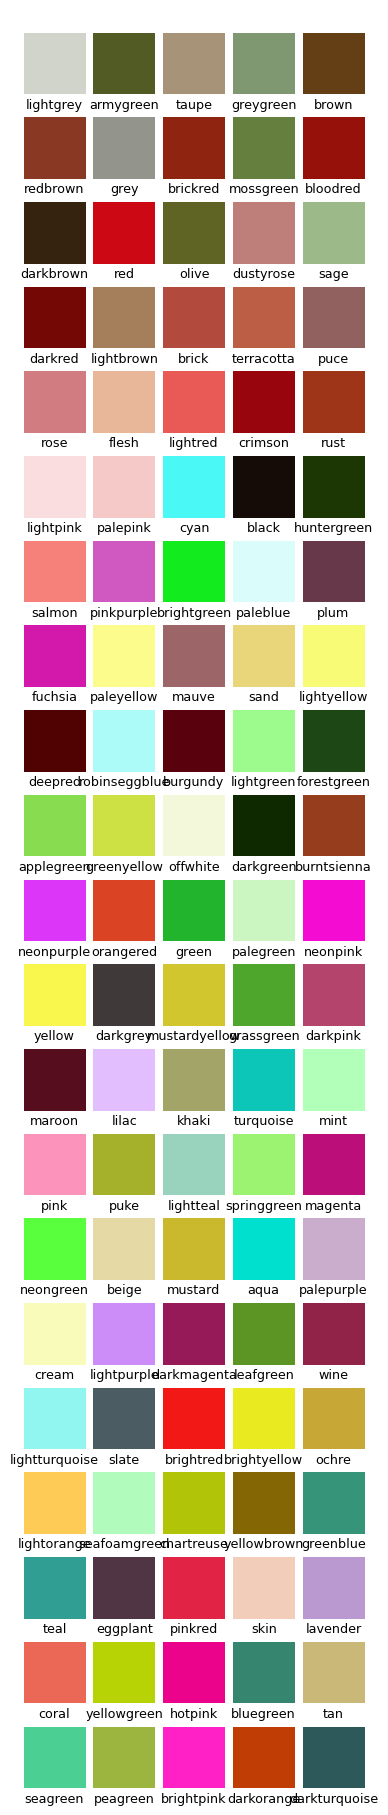 lightgrey armygreen taupe greygreen brown
redbrown grey brickred mossgreen bloodred
darkbrown red olive dustyrose sage
darkred lightbrown brick terracotta puce
rose flesh lightred crimson rust
lightpink palepink cyan black huntergreen
salmon pinkpurple brightgreen paleblue plum
fuchsia paleyellow mauve sand lightyellow
deepred robinseggblue burgundy lightgreen forestgreen
applegreen greenyellow offwhite darkgreen burntsienna
neonpurple orangered green palegreen neonpink
yellow darkgrey mustardyellow grassgreen darkpink
maroon lilac khaki turquoise mint
pink puke lightteal springgreen magenta
neongreen beige mustard aqua palepurple
cream lightpurple darkmagenta leafgreen wine
lightturquoise slate brightred brightyellow ochre
lightorange seafoamgreen chartreuse yellowbrown greenblue
teal eggplant pinkred skin lavender
coral yellowgreen hotpink bluegreen tan
seagreen peagreen brightpink darkorange darkturquoise